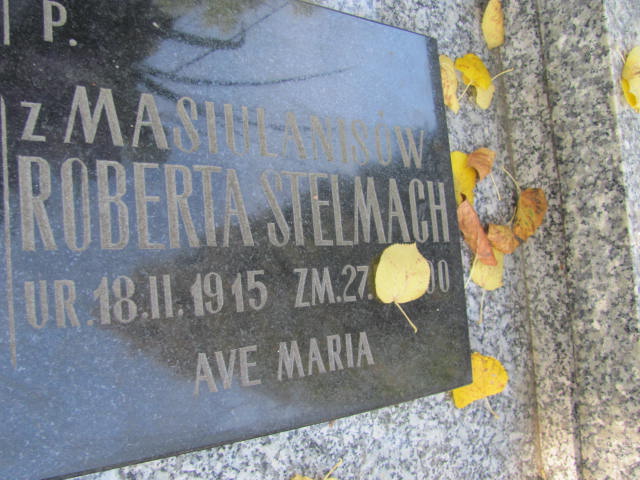 P.
z MASIULANISÓW
ROBERTA STELMACH
UR. 18.II.1915 ZM. 27.
AVE MARIA